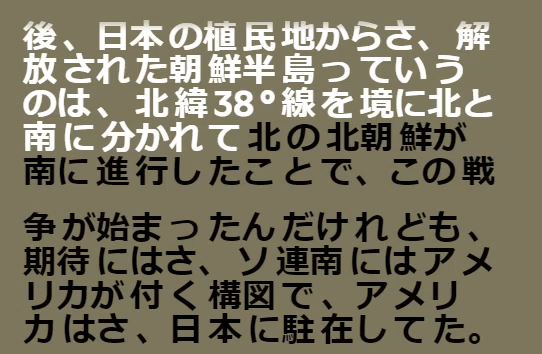 後、日本の植民地からさ、解
放された朝鮮半島っていう
のは、北緯38°線を境に北と
南に分かれて北の北朝鮮が
南に進行したことで、この戦
争が始まったんだけれども、
期待にはさ、ソ連南にはアメ
リカが付く構図で、アメリ
カはさ、日本に駐在してた。